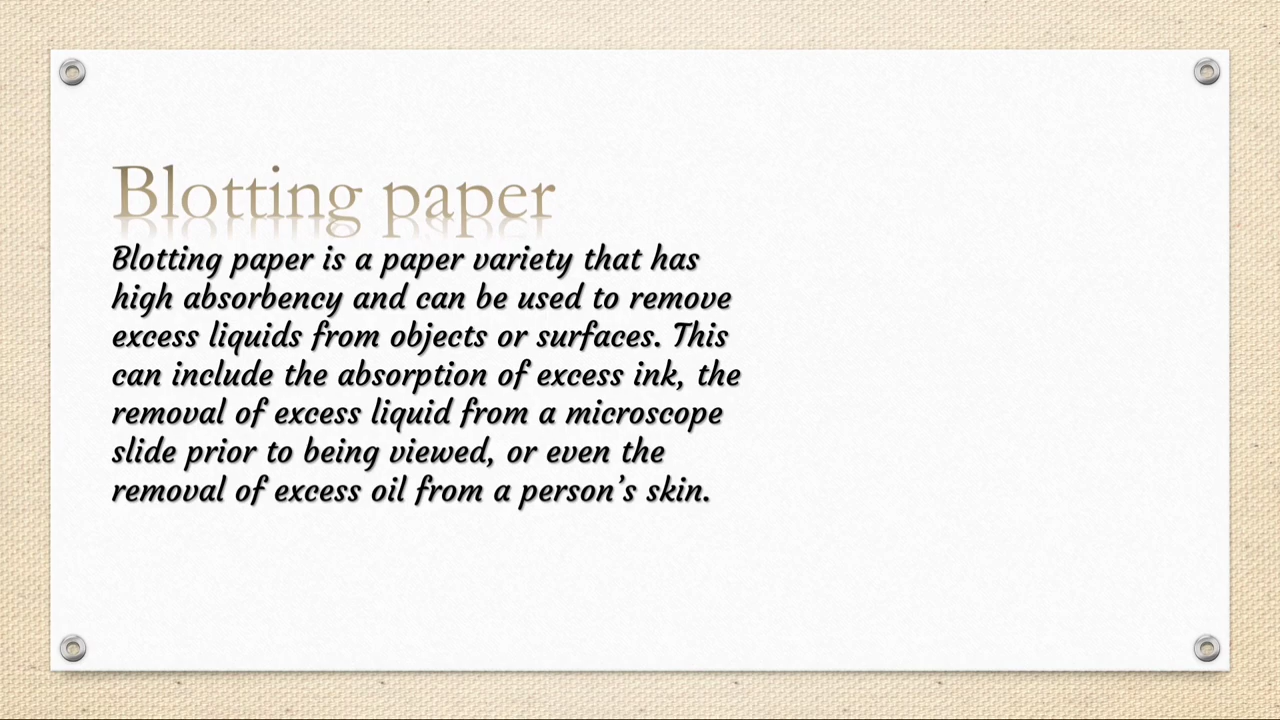 Blotting paper
Blotting paper is a paper variety that has
high absorbency and can be used to remove
excess liquids from objects or surfaces. This
can include the absorption of excess ink, the
removal of excess liquid from a microscope
slide prior to being viewed, or even the
removal of excess oil from a person’s skin.